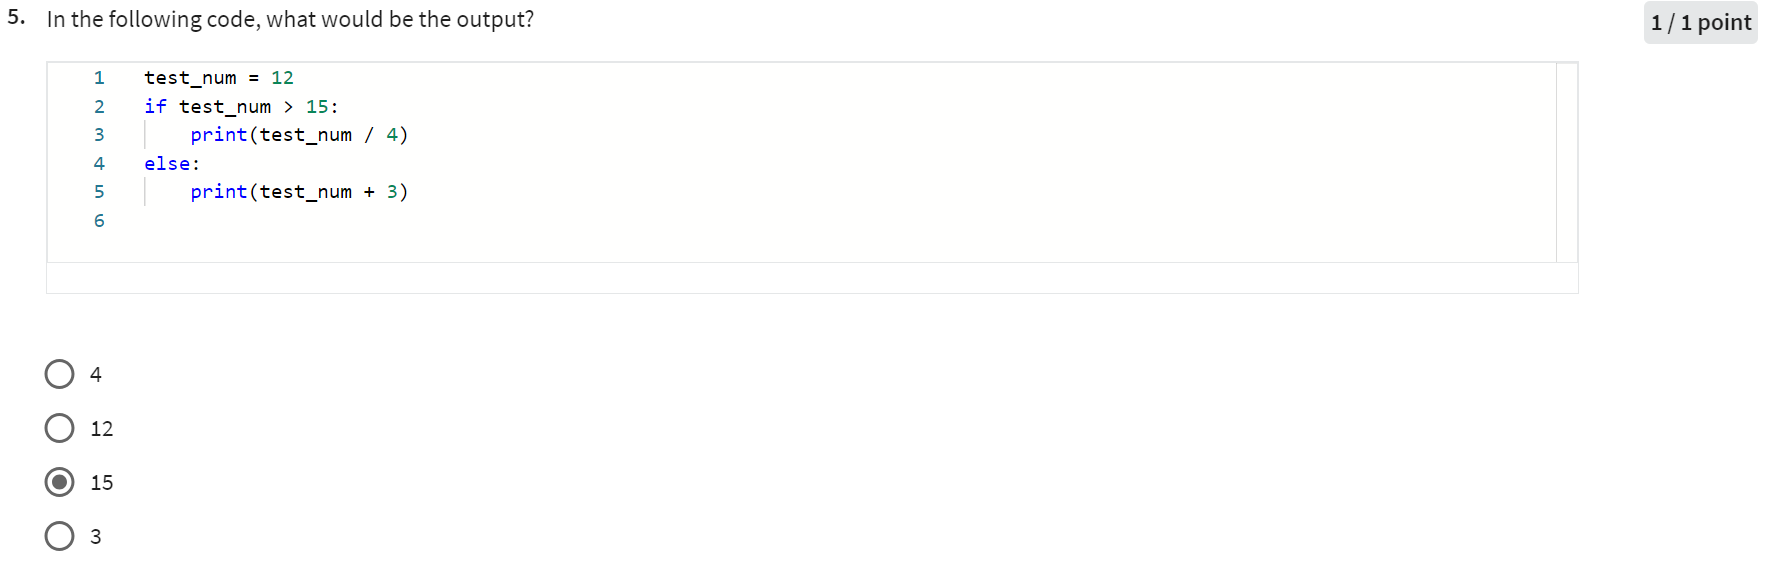 5. In the following code, what would be the output?
1 / 1 point
1 test_num = 12
2 if test_num > 15:
3     print(test_num / 4)
4 else:
5     print(test_num + 3)
6
4
12
15
3